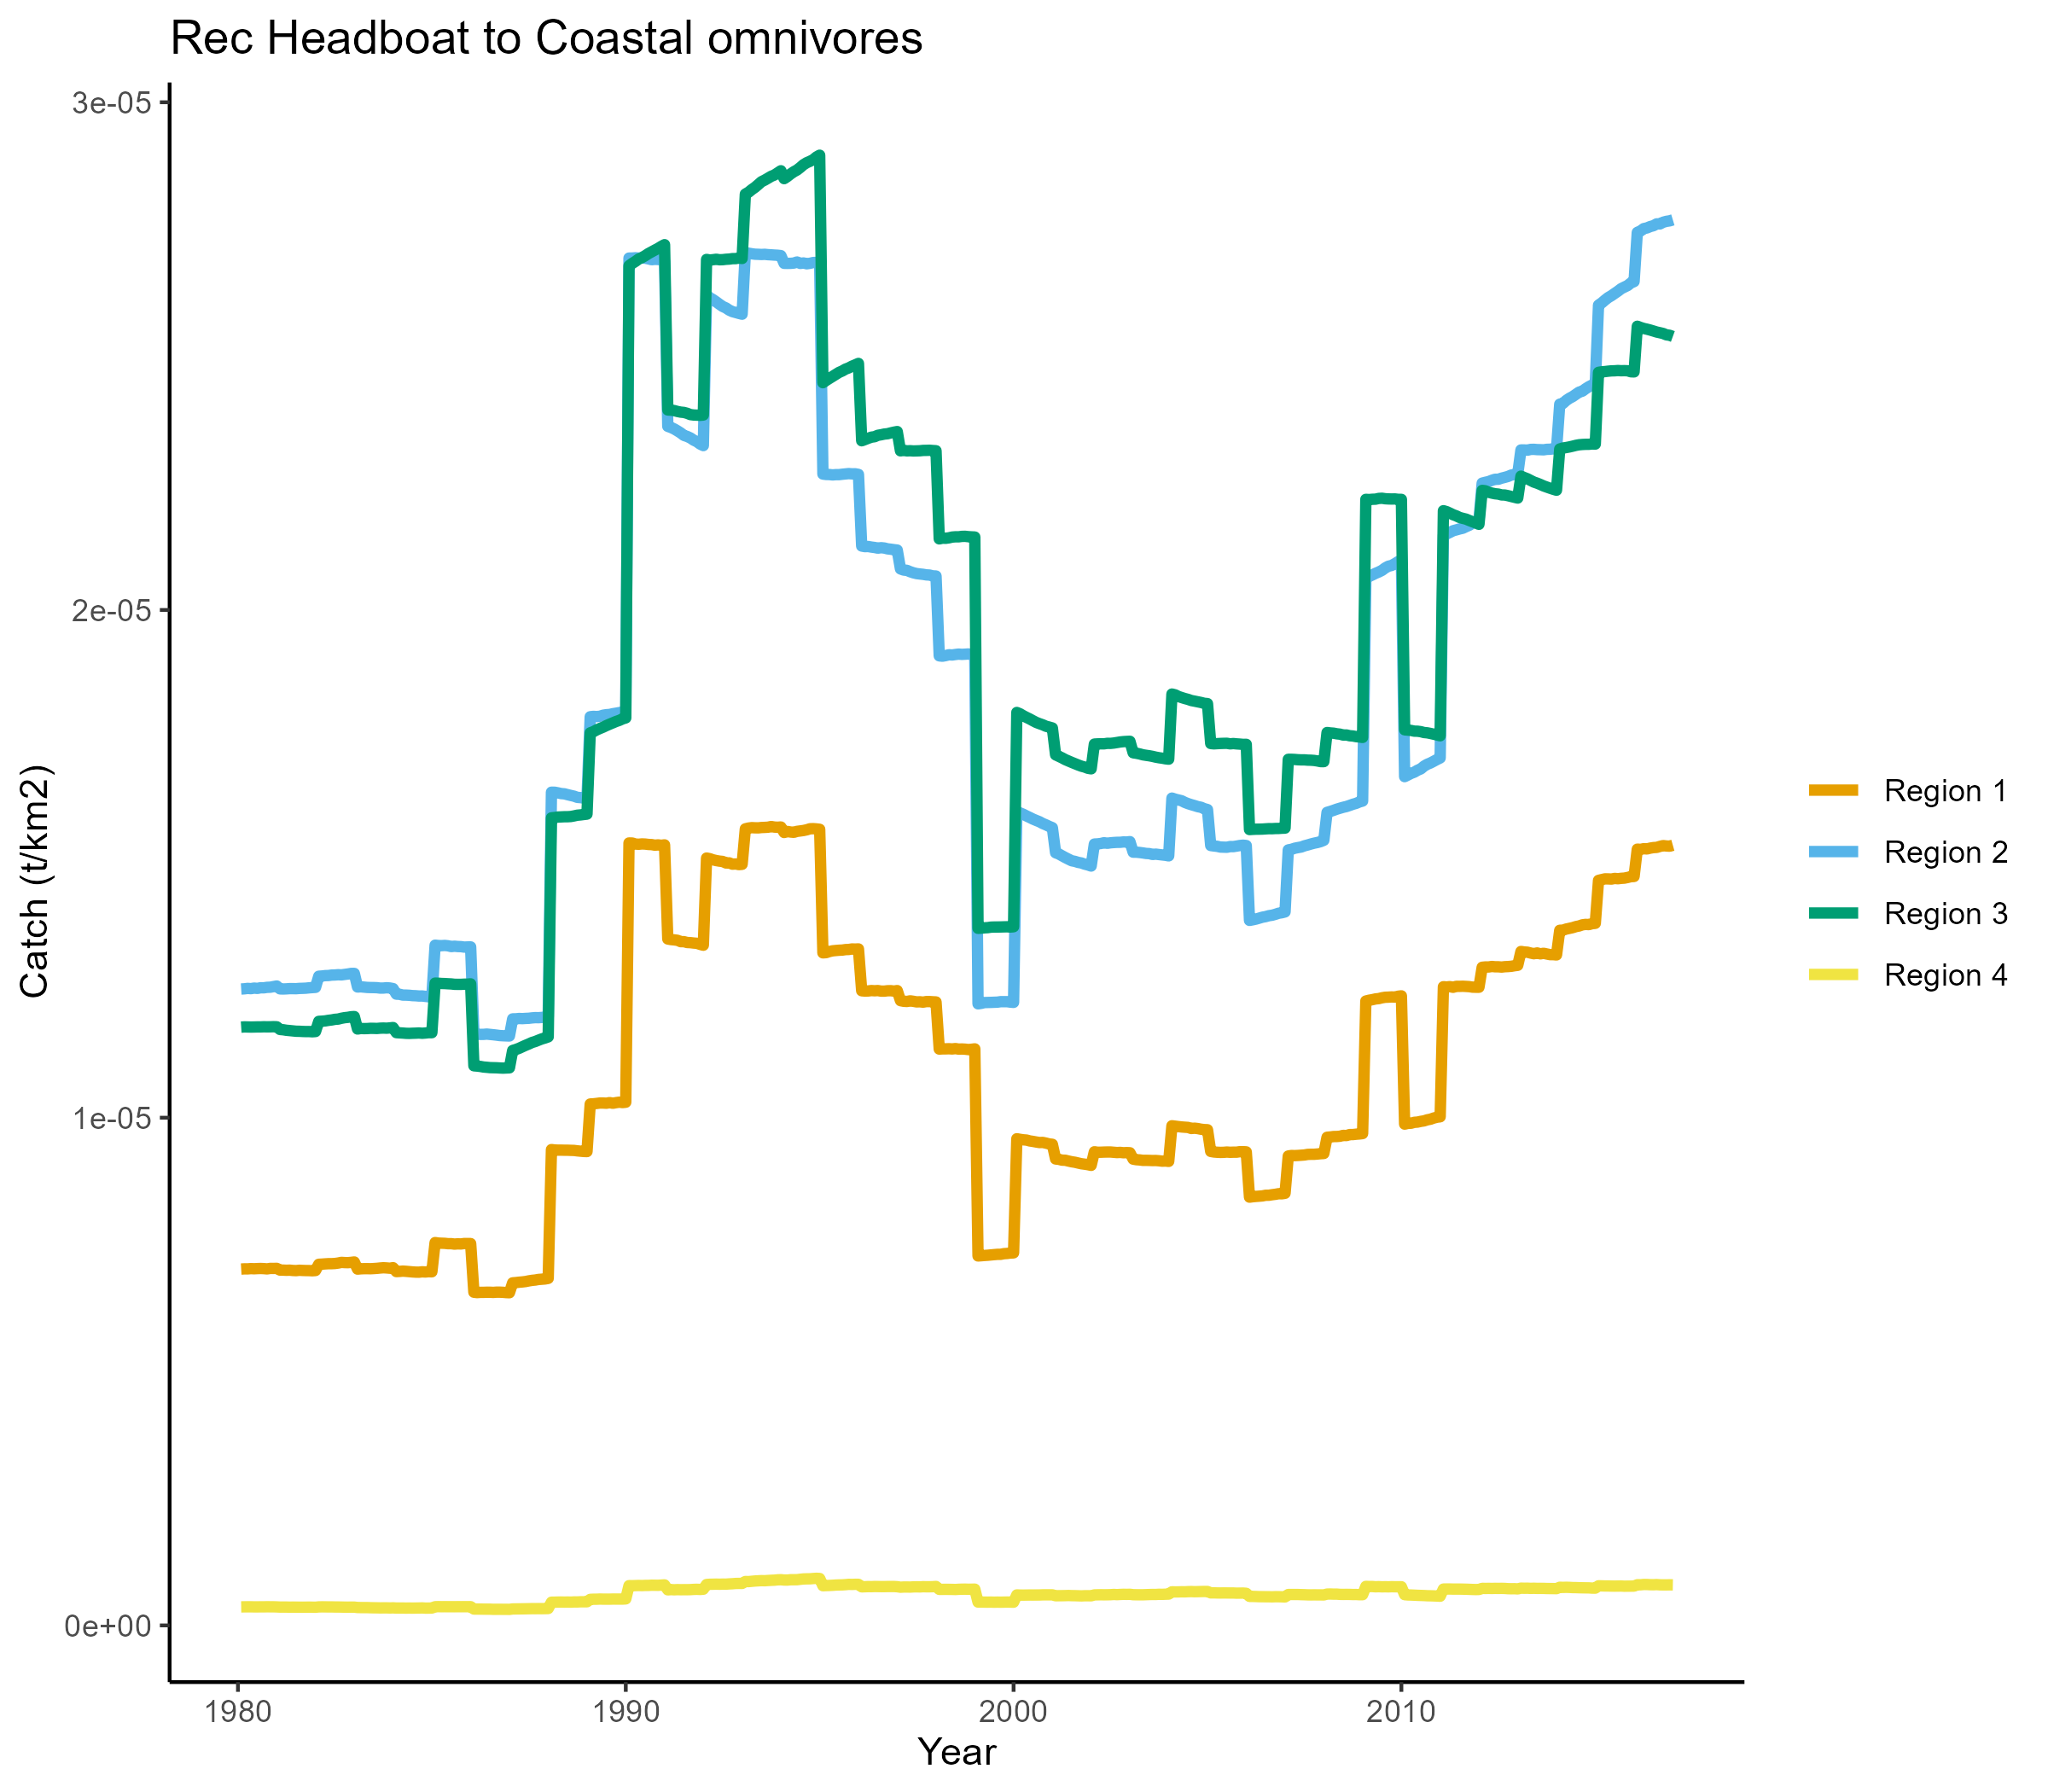 Rec Headboat to Coastal omnivores
Catch (t/km2)
3e-05
2e-05
1e-05
0e+00
1980
1990
2000
2010
Year
Region 1
Region 2
Region 3
Region 4